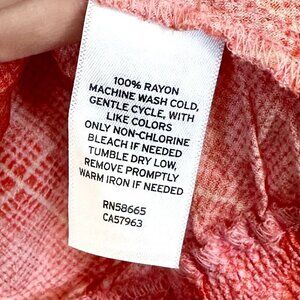 100% RAYON
MACHINE WASH COLD,
GENTLE CYCLE, WITH
LIKE COLORS
ONLY NON-CHLORINE
BLEACH IF NEEDED
TUMBLE DRY LOW,
REMOVE PROMPTLY
WARM IRON IF NEEDED
RN58665
CA57963